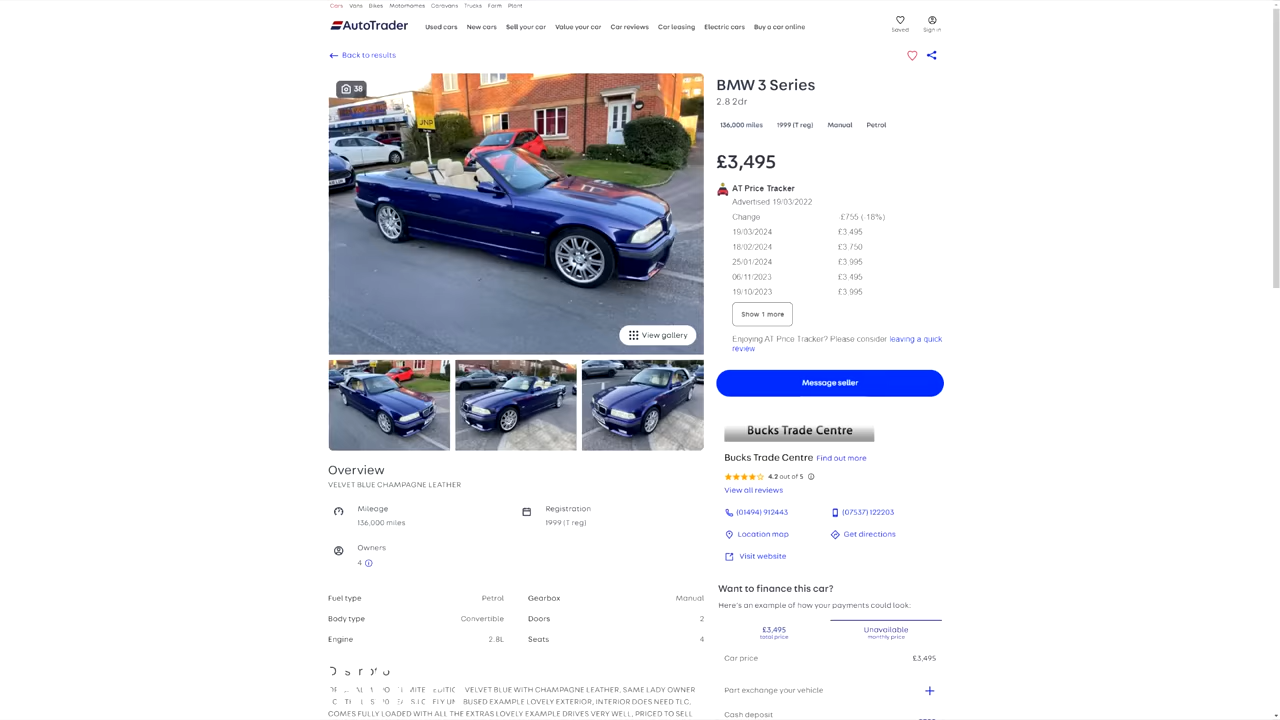 Cars Vans Bikes Motorhomes Caravans Trucks Farm Plant
AutoTrader
Used cars New cars Sell your car Value your car Car reviews Car leasing Electric cars Buy a car online
Saved Sign in
Back to results
38
JNP
View gallery
BMW 3 Series
2.8 2dr
136,000 miles 1999 (T reg) Manual Petrol
£3,495
AT Price Tracker
Advertised 19/03/2022
Change -£755 (-18%)
19/03/2024 £3.495
18/02/2024 £3.750
25/01/2024 £3.995
06/11/2023 £3.495
19/10/2023 £3.995
Show 1 more
Enjoying AT Price Tracker? Please consider leaving a quick
review
Message seller
Bucks Trade Centre
Bucks Trade Centre Find out more
4.2 out of 5
View all reviews
(01494) 912443 (07537) 122203
Location map Get directions
Visit website
Overview
VELVET BLUE CHAMPAGNE LEATHER
Mileage
136,000 miles
Registration
1999 (T reg)
Owners
4
Fuel type Petrol Gearbox Manual
Body type Convertible Doors 2
Engine 2.8L Seats 4
VELVET BLUE WITH CHAMPAGNE LEATHER, SAME LADY OWNER
BUSED EXAMPLE LOVELY EXTERIOR, INTERIOR DOES NEED TLC,
COMES FULLY LOADED WITH ALL THE EXTRAS LOVELY EXAMPLE DRIVES VERY WELL, PRICED TO SELL
Want to finance this car?
Here's an example of how your payments could look:
£3,495
total price
Unavailable
monthly price
Car price £3,495
Part exchange your vehicle
Cash deposit